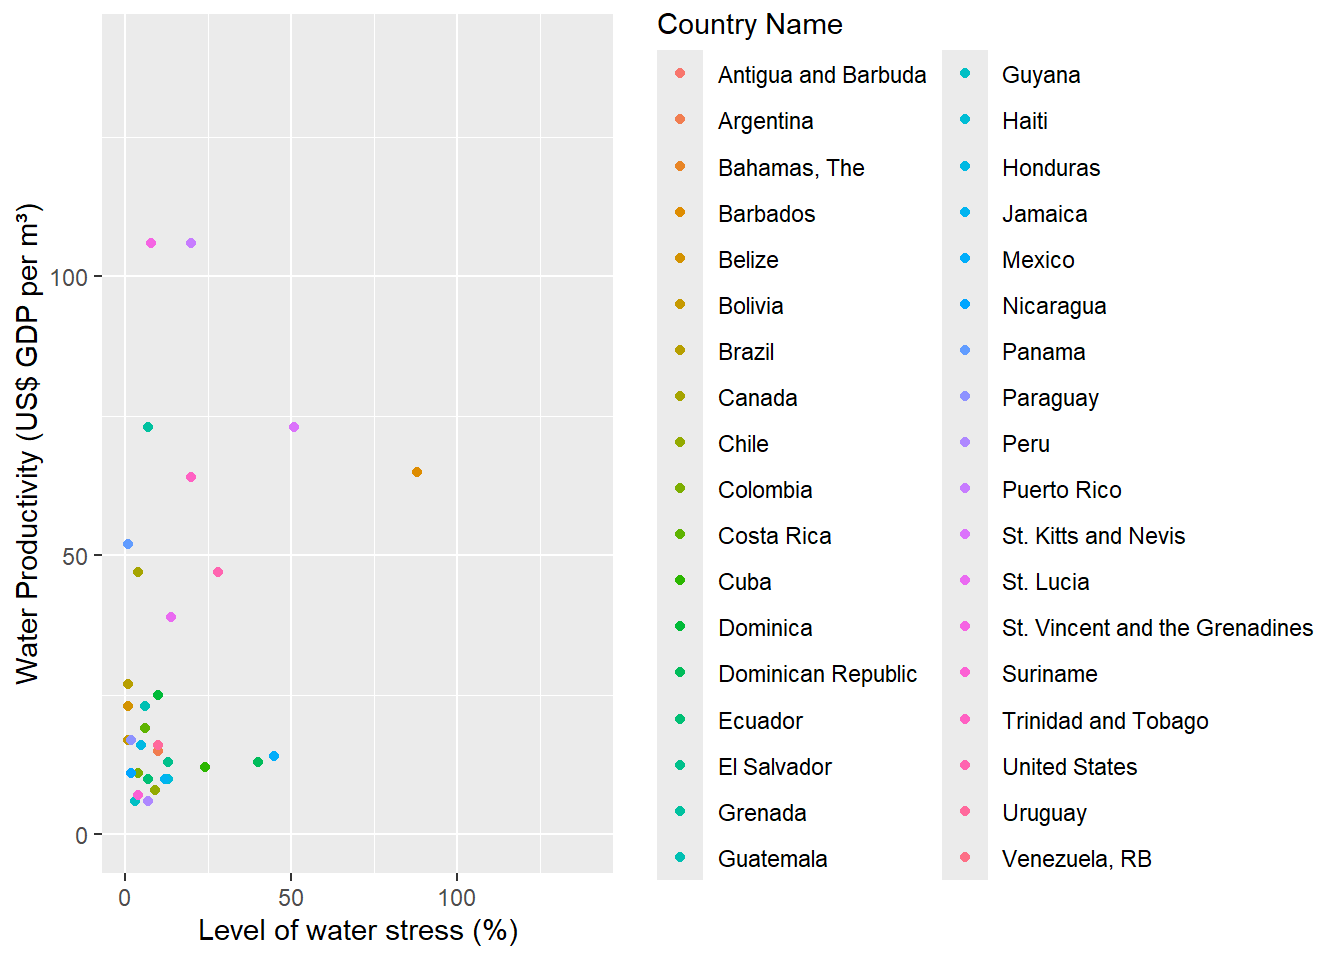 Country Name
Antigua and Barbuda
Argentina
Bahamas, The
Barbados
Belize
Bolivia
Brazil
Canada
Chile
Colombia
Costa Rica
Cuba
Dominica
Dominican Republic
Ecuador
El Salvador
Grenada
Guatemala
Guyana
Haiti
Honduras
Jamaica
Mexico
Nicaragua
Panama
Paraguay
Peru
Puerto Rico
St. Kitts and Nevis
St. Lucia
St. Vincent and the Grenadines
Suriname
Trinidad and Tobago
United States
Uruguay
Venezuela, RB
Water Productivity (US$ GDP per m³)
100
50
0
0 50 100
Level of water stress (%)